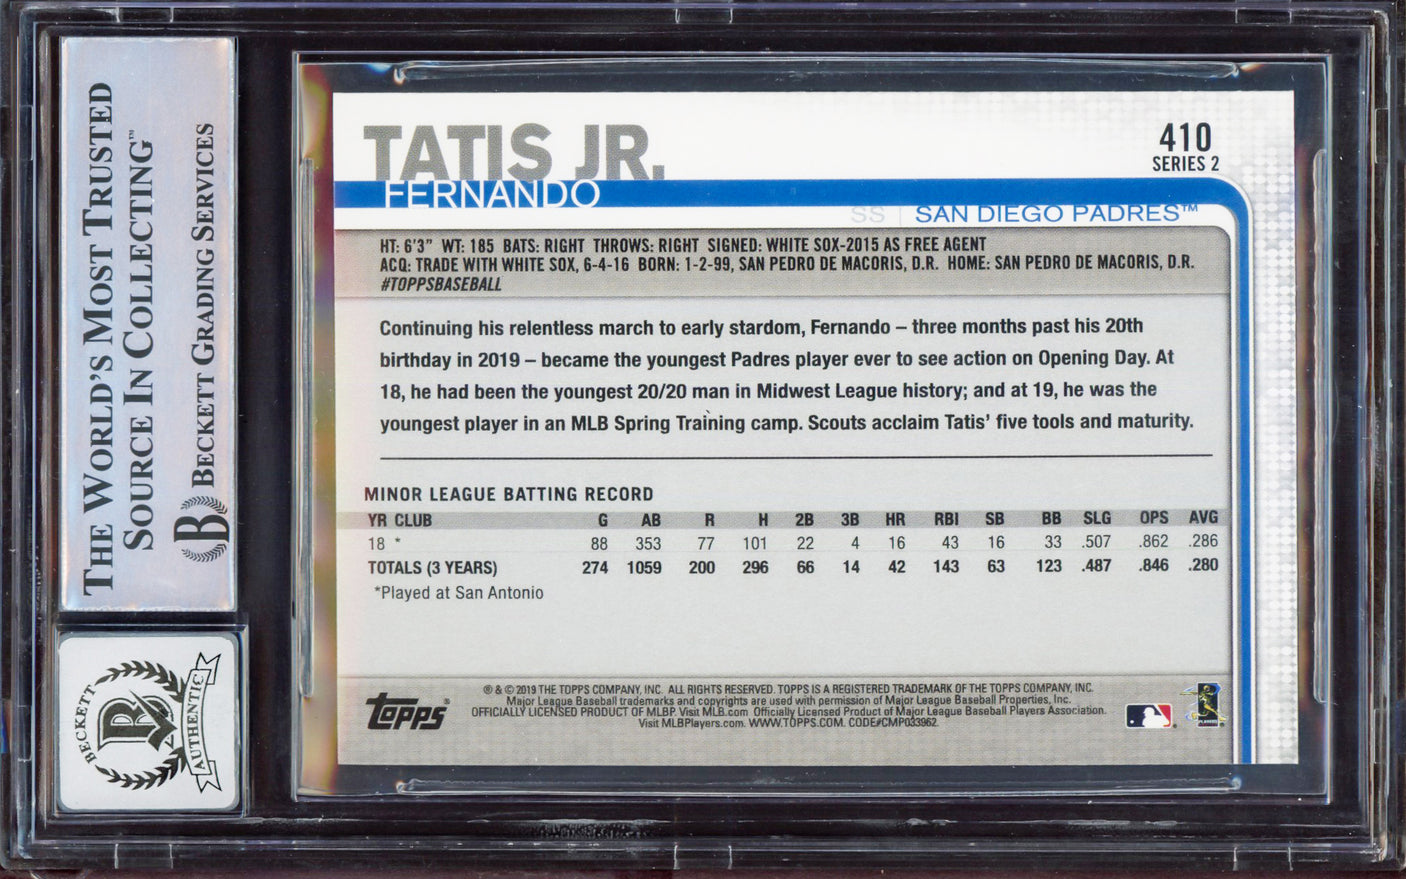 THE WORLD'S MOST TRUSTED
SOURCE IN COLLECTING™
BECKETT GRADING SERVICES
B
BECKETT
B
AUTHENTIC
TATIS JR.
FERNANDO
410
SERIES 2
SS | SAN DIEGO PADRES™
HT: 6'3" WT: 185 BATS: RIGHT THROWS: RIGHT SIGNED: WHITE SOX-2015 AS FREE AGENT
ACQ: TRADE WITH WHITE SOX, 6-4-16 BORN: 1-2-99, SAN PEDRO DE MACORIS, D.R. HOME: SAN PEDRO DE MACORIS, D.R.
#TOPPSBASEBALL
Continuing his relentless march to early stardom, Fernando – three months past his 20th
birthday in 2019 – became the youngest Padres player ever to see action on Opening Day. At
18, he had been the youngest 20/20 man in Midwest League history; and at 19, he was the
youngest player in an MLB Spring Training camp. Scouts acclaim Tatis' five tools and maturity.
MINOR LEAGUE BATTING RECORD
YR CLUB G AB R H 2B 3B HR RBI SB BB SLG OPS AVG
18 * 88 353 77 101 22 4 16 43 16 33 .507 .862 .286
TOTALS (3 YEARS) 274 1059 200 296 66 14 42 143 63 123 .487 .846 .280
*Played at San Antonio
TOPPS®
® & © 2019 THE TOPPS COMPANY, INC. ALL RIGHTS RESERVED. TOPPS IS A REGISTERED TRADEMARK OF THE TOPPS COMPANY, INC.
Major League Baseball trademarks and copyrights are used with permission of Major League Baseball Properties, Inc.
OFFICIALLY LICENSED PRODUCT OF MLBP. Visit MLB.com Officially Licensed Product of Major League Baseball Players Association.
Visit MLBPlayers.com. WWW.TOPPS.COM. CODE#CMP033962
PLAYERS